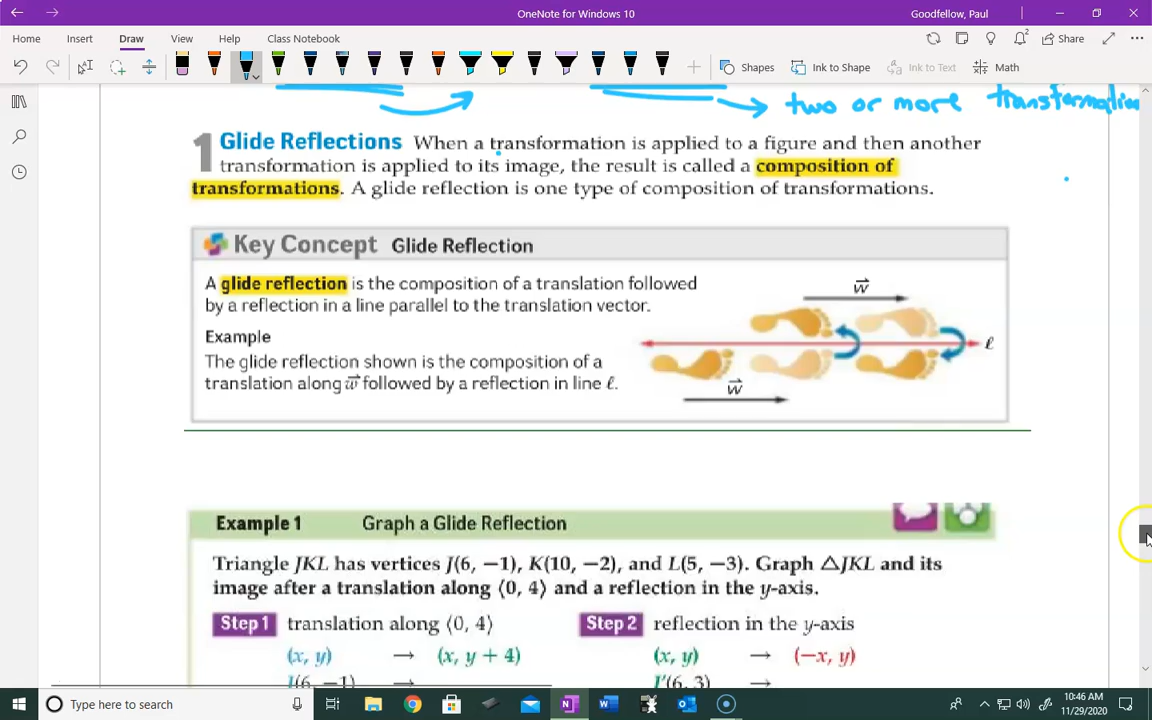 OneNote for Windows 10
Goodfellow, Paul
Home Insert Draw View Help Class Notebook
Share
Shapes Ink to Shape Ink to Text Math
two or more
1 Glide Reflections When a transformation is applied to a figure and then another
transformation is applied to its image, the result is called a composition of
transformations. A glide reflection is one type of composition of transformations.
Key Concept Glide Reflection
A glide reflection is the composition of a translation followed
by a reflection in a line parallel to the translation vector.
Example
The glide reflection shown is the composition of a
translation along w⃗ followed by a reflection in line ℓ.
w⃗
ℓ
w⃗
Example 1 Graph a Glide Reflection
Triangle JKL has vertices J(6, −1), K(10, −2), and L(5, −3). Graph △JKL and its
image after a translation along ⟨0, 4⟩ and a reflection in the y-axis.
Step 1 translation along ⟨0, 4⟩ Step 2 reflection in the y-axis
(x, y) → (x, y + 4) (x, y) → (−x, y)
J(6, −1) → J′(6, 3) →
Type here to search
10:46 AM
11/29/2020